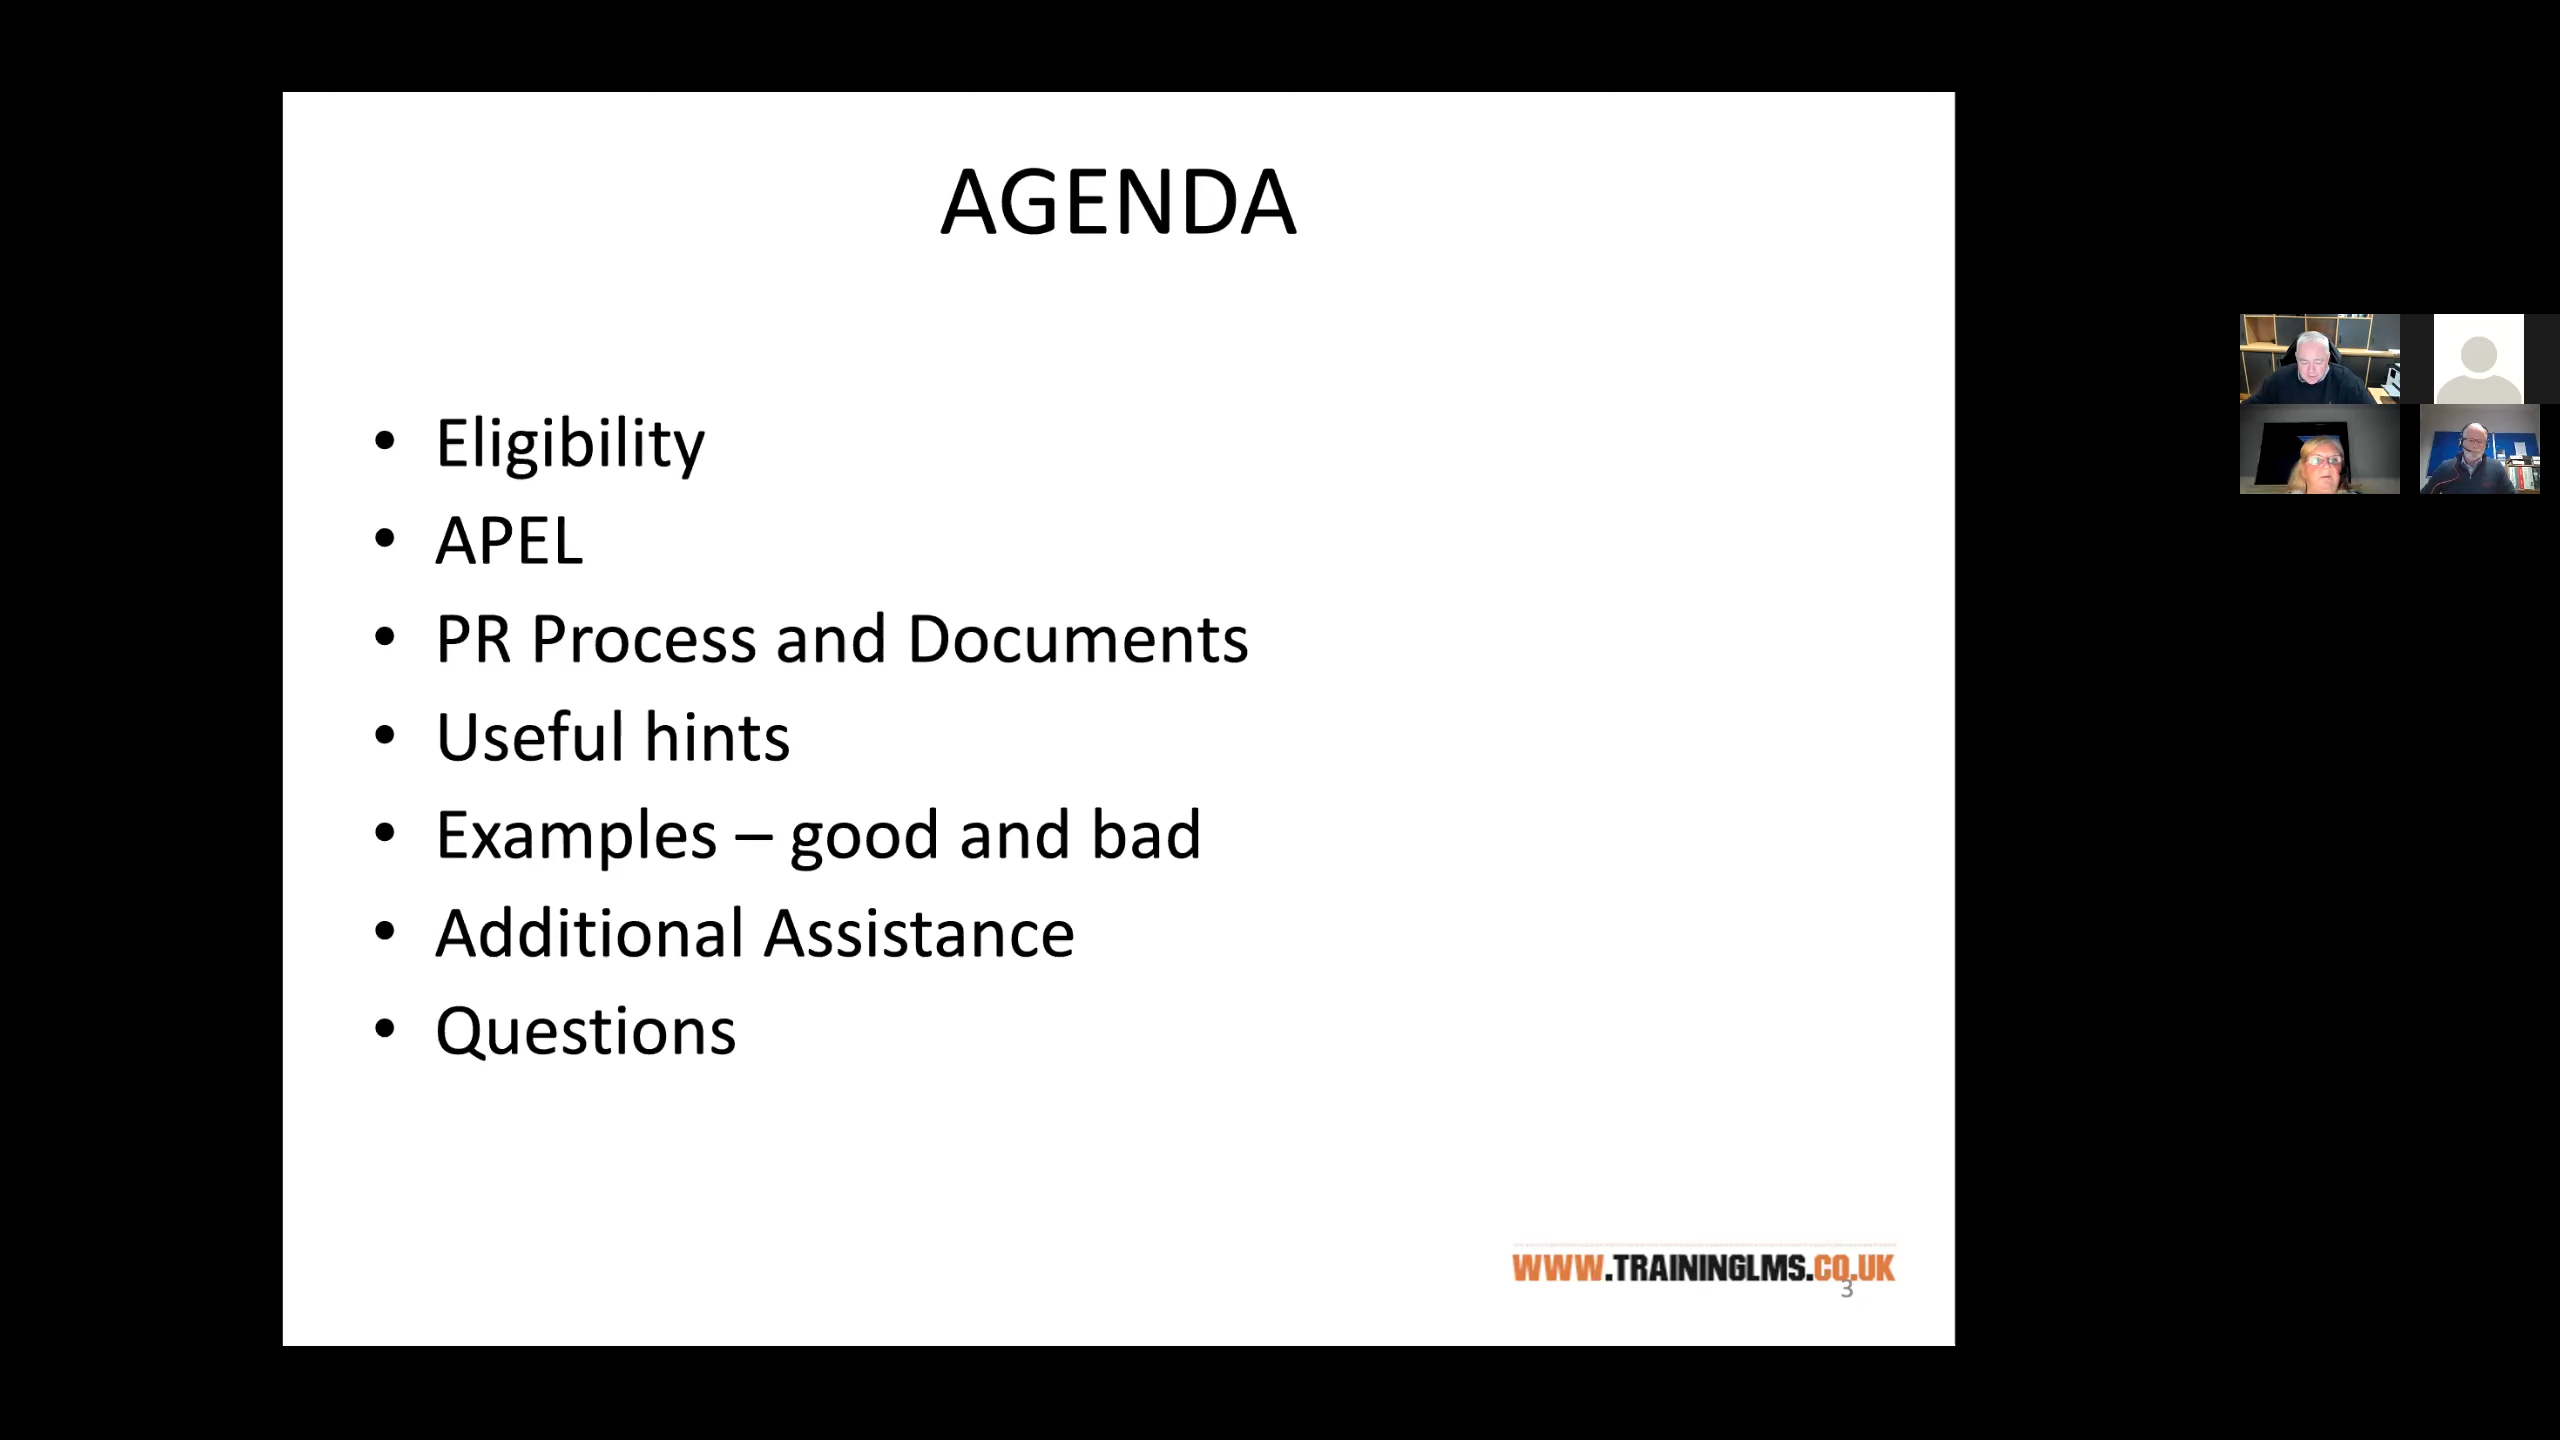 AGENDA
• Eligibility
• APEL
• PR Process and Documents
• Useful hints
• Examples – good and bad
• Additional Assistance
• Questions
WWW.TRAININGLMS.CO.UK
3